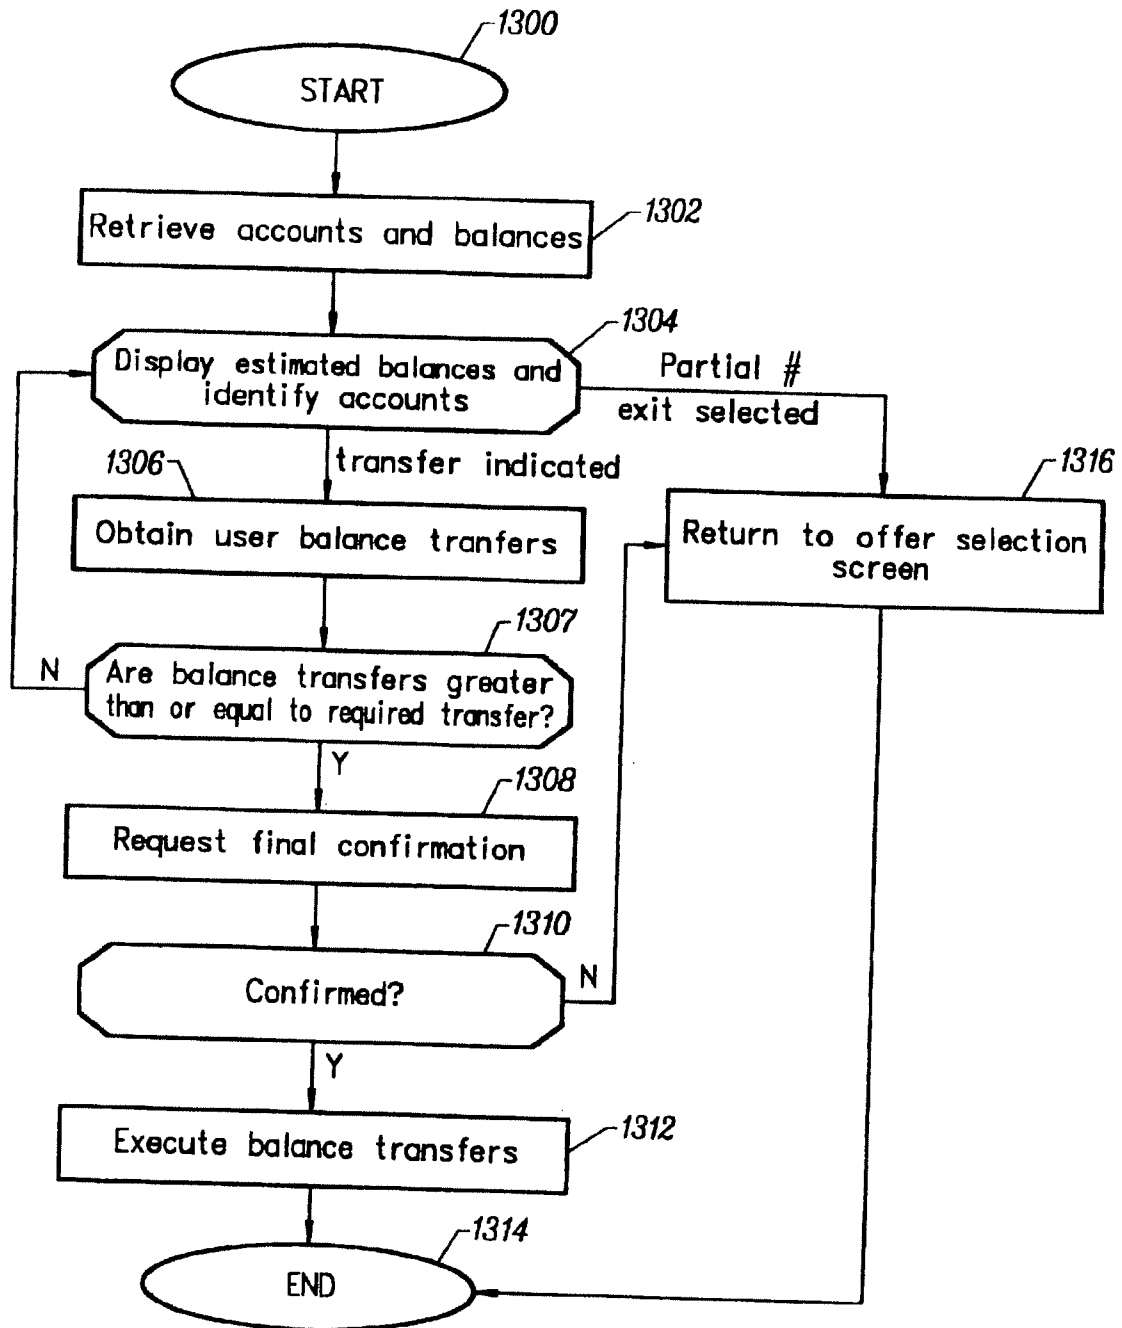 1300
START
1302
Retrieve accounts and balances
1304
Display estimated balances and
identify accounts
Partial #
exit selected
transfer indicated
1306
Obtain user balance tranfers
1316
Return to offer selection
screen
1307
Are balance transfers greater
than or equal to required transfer?
N
Y
1308
Request final confirmation
1310
Confirmed?
N
Y
1312
Execute balance transfers
1314
END